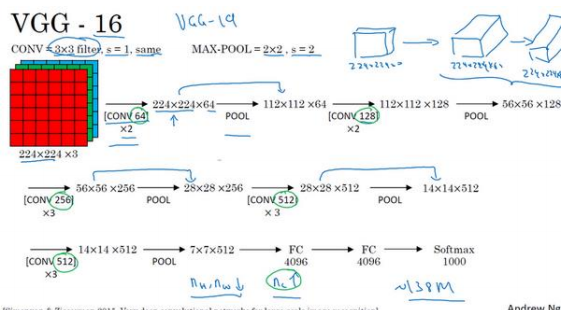 VGG - 16 VGG-19
CONV = 3×3 filter, s = 1, same MAX-POOL = 2×2 , s = 2
224×224×64 112×112 ×64 112×112 ×128 56×56 ×128
[CONV 64] POOL [CONV 128] POOL
×2 ×2
224×224 ×3
56×56 ×256 28×28 ×256 28×28 ×512 14×14×512
[CONV 256] POOL [CONV 512] POOL
×3 ×3
14×14 ×512 7×7×512 FC FC Softmax
[CONV 512] POOL 4096 4096 1000
×3
nH, nW ↓ nC ↑ ~138M